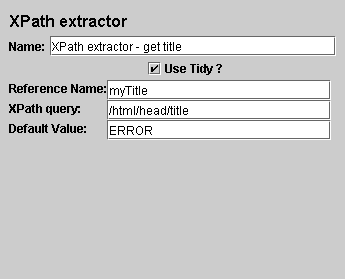 XPath extractor
Name: XPath extractor - get title
Use Tidy ?
Reference Name: myTitle
XPath query: /html/head/title
Default Value: ERROR